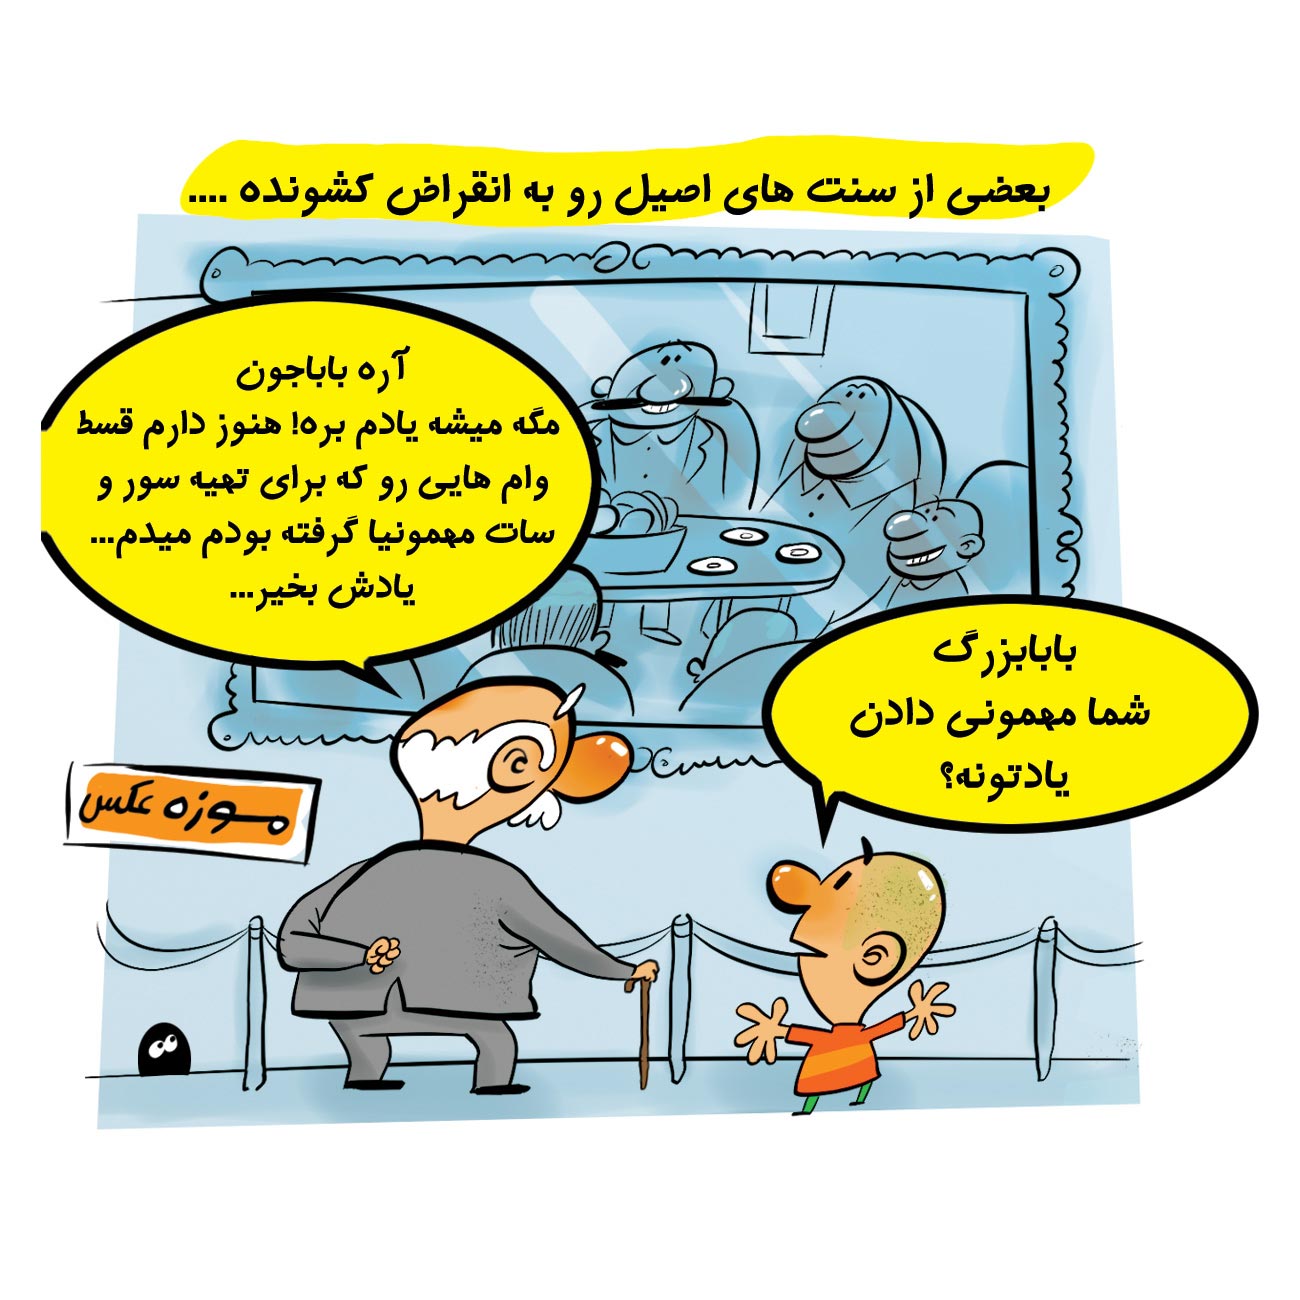 بعضی از سنت های اصیل رو به انقراض کشونده ....
بابابزرگ
شما مهمونی دادن
یادتونه؟
آره باباجون
مگه میشه یادم بره! هنوز دارم قسط
وام هایی رو که برای تهیه سور و
سات مهمونیا گرفته بودم میدم...
یادش بخیر...
موزه عکس